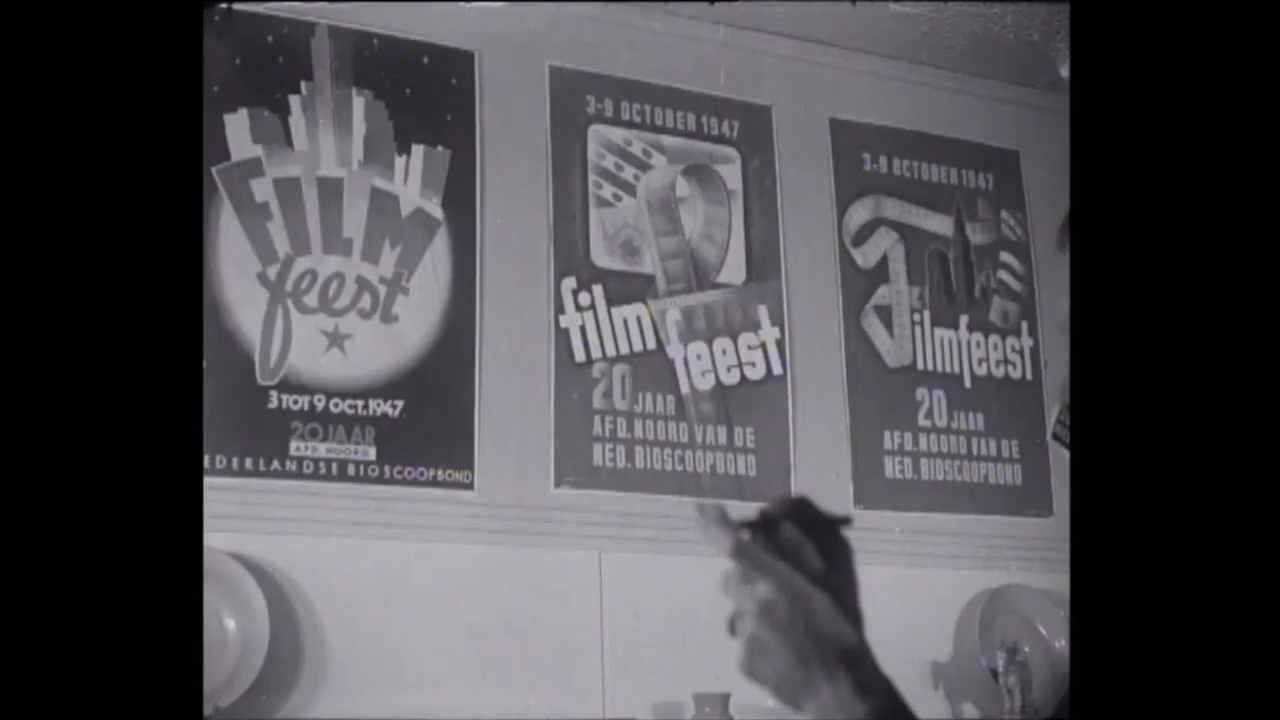 FILM
feest
3 TOT 9 OCT. 1947
20 JAAR
AFD. NOORD
EDERLANDSE BIOSCOOPBOND
3-9 OCTOBER 1947
film
feest
20 JAAR
AFD. NOORD VAN DE
NED. BIOSCOOPBOND
3-9 OCTOBER 1947
Filmfeest
20 JAAR
AFD. NOORD VAN DE
NED. BIOSCOOPBOND